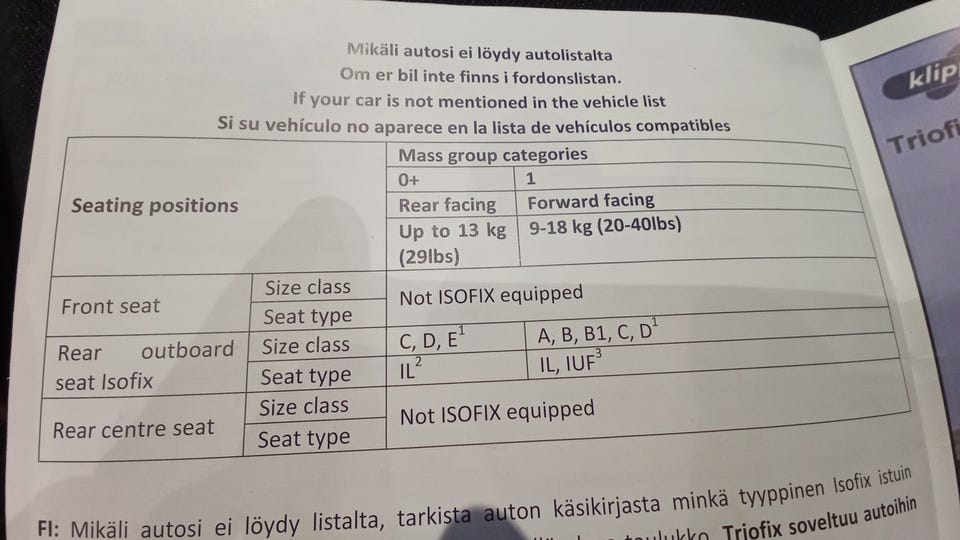 Mikäli autosi ei löydy autolistalta
Om er bil inte finns i fordonslistan.
If your car is not mentioned in the vehicle list
Si su vehículo no aparece en la lista de vehículos compatibles
Mass group categories
0+ 1
Seating positions
Rear facing Forward facing
Up to 13 kg 9-18 kg (20-40lbs)
(29lbs)
Front seat
Size class
Not ISOFIX equipped
Seat type
Rear outboard
seat Isofix
Size class C, D, E1 A, B, B1, C, D1
Seat type IL2 IL, IUF3
Rear centre seat
Size class
Not ISOFIX equipped
Seat type
FI: Mikäli autosi ei löydy listalta, tarkista auton käsikirjasta minkä tyyppinen Isofix istuin
Triofix soveltuu autoihin